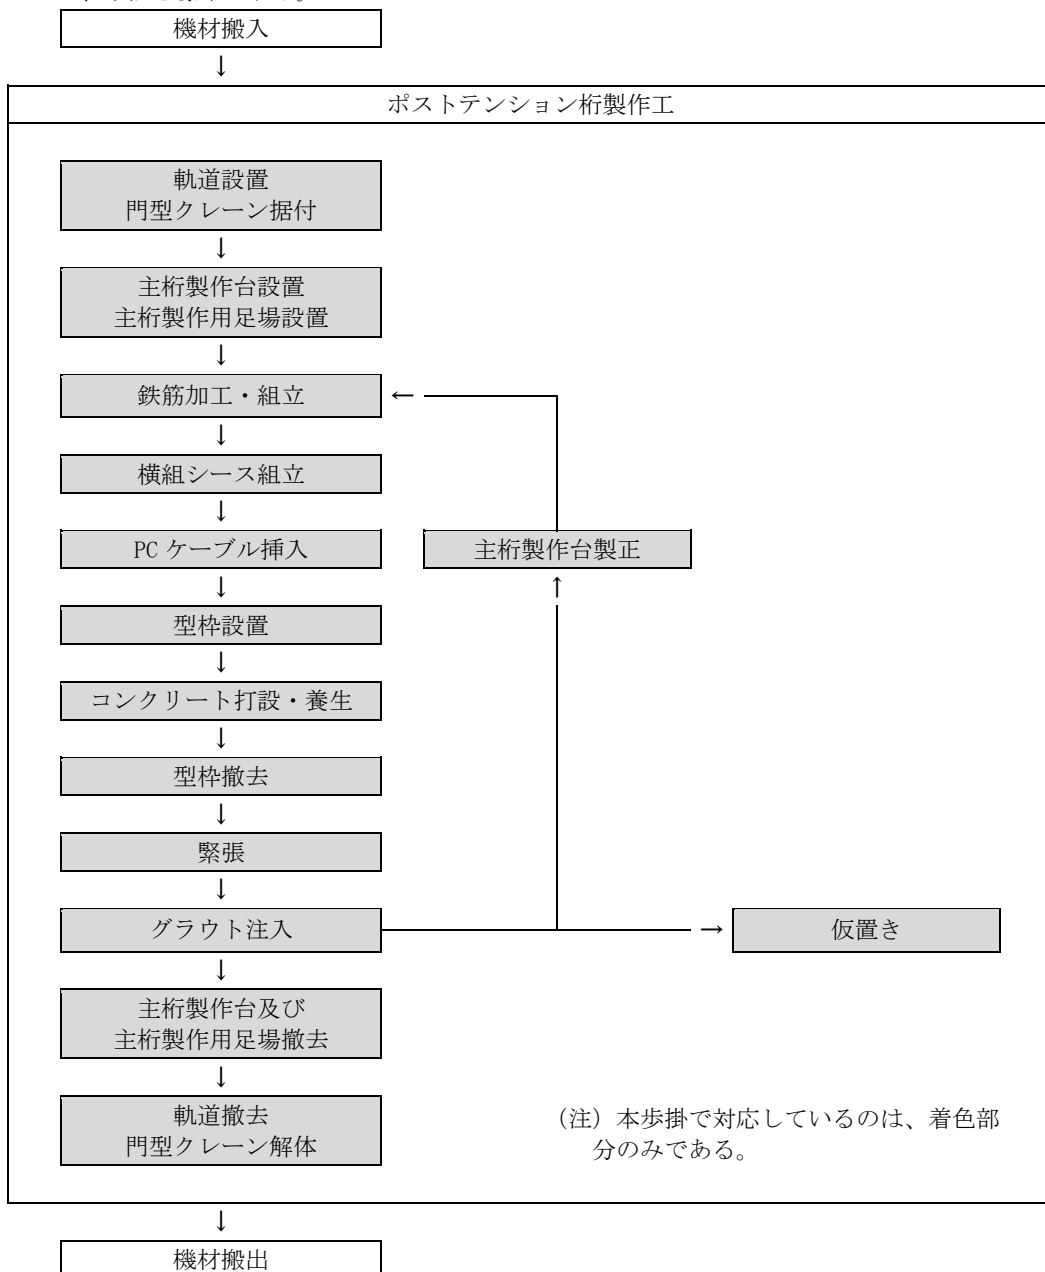 機材搬入
↓
ポストテンション桁製作工
軌道設置
門型クレーン据付
↓
主桁製作台設置
主桁製作用足場設置
↓
鉄筋加工・組立
←
↓
横組シース組立
↓
PC ケーブル挿入
主桁製作台製正
↓
↑
型枠設置
↓
コンクリート打設・養生
↓
型枠撤去
↓
緊張
↓
グラウト注入
→
仮置き
↓
主桁製作台及び
主桁製作用足場撤去
↓
軌道撤去
門型クレーン解体
（注）本歩掛で対応しているのは、着色部
分のみである。
↓
機材搬出